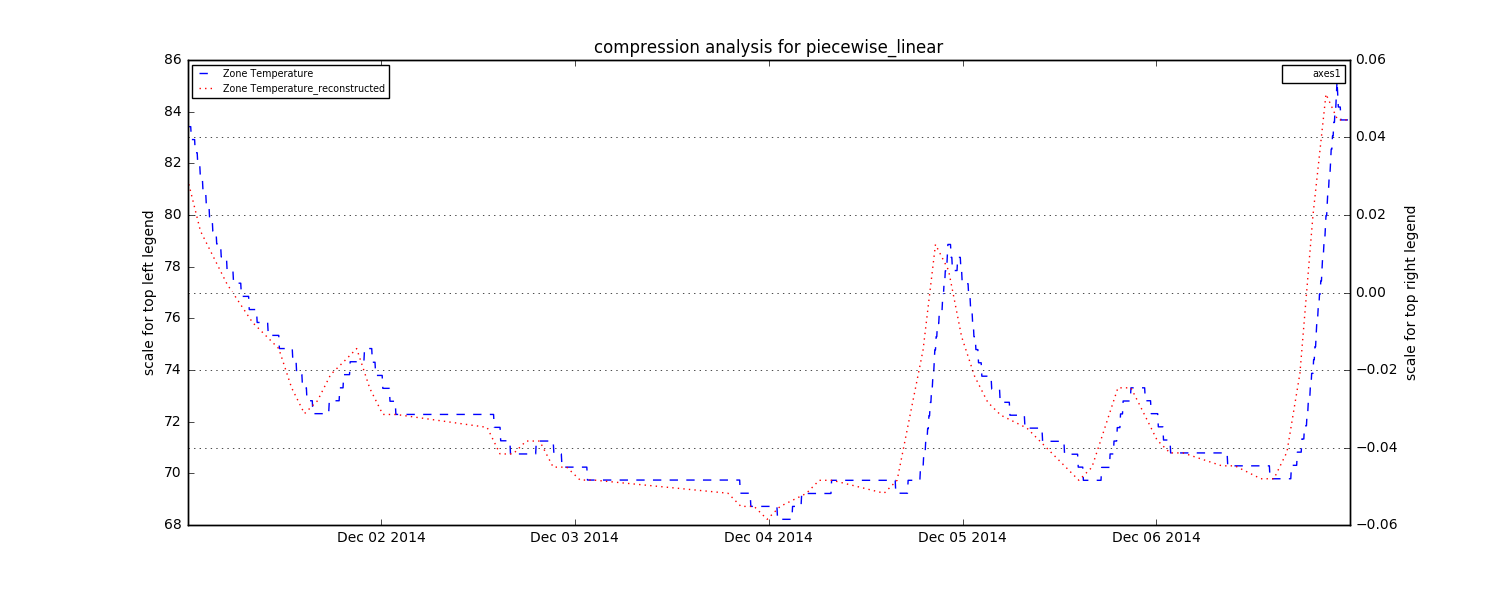 compression analysis for piecewise_linear
86
84
82
80
78
76
74
72
70
68
0.06
0.04
0.02
0.00
−0.02
−0.04
−0.06
Zone Temperature
Zone Temperature_reconstructed
axes1
scale for top left legend
scale for top right legend
Dec 02 2014
Dec 03 2014
Dec 04 2014
Dec 05 2014
Dec 06 2014